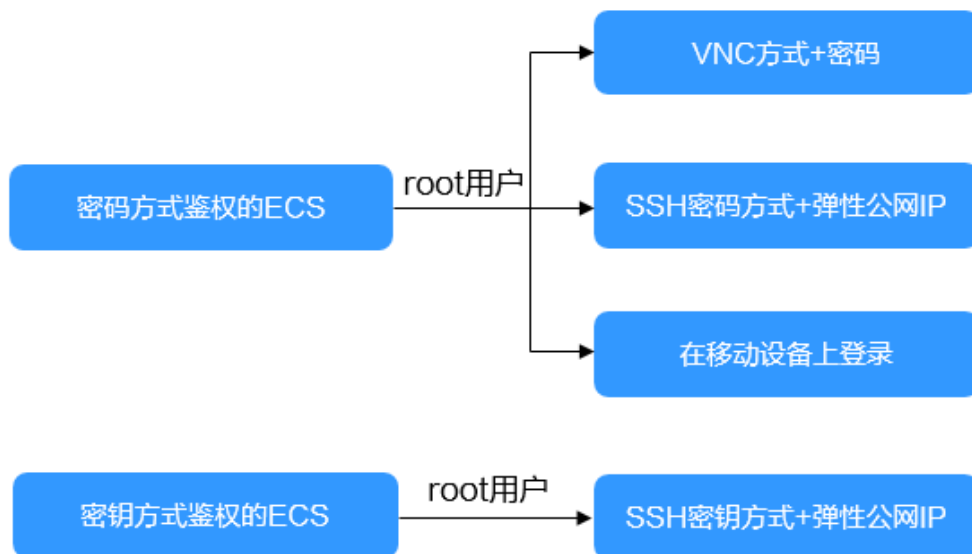 VNC方式+密码
密码方式鉴权的ECS
root用户
SSH密码方式+弹性公网IP
在移动设备上登录
密钥方式鉴权的ECS
root用户
SSH密钥方式+弹性公网IP